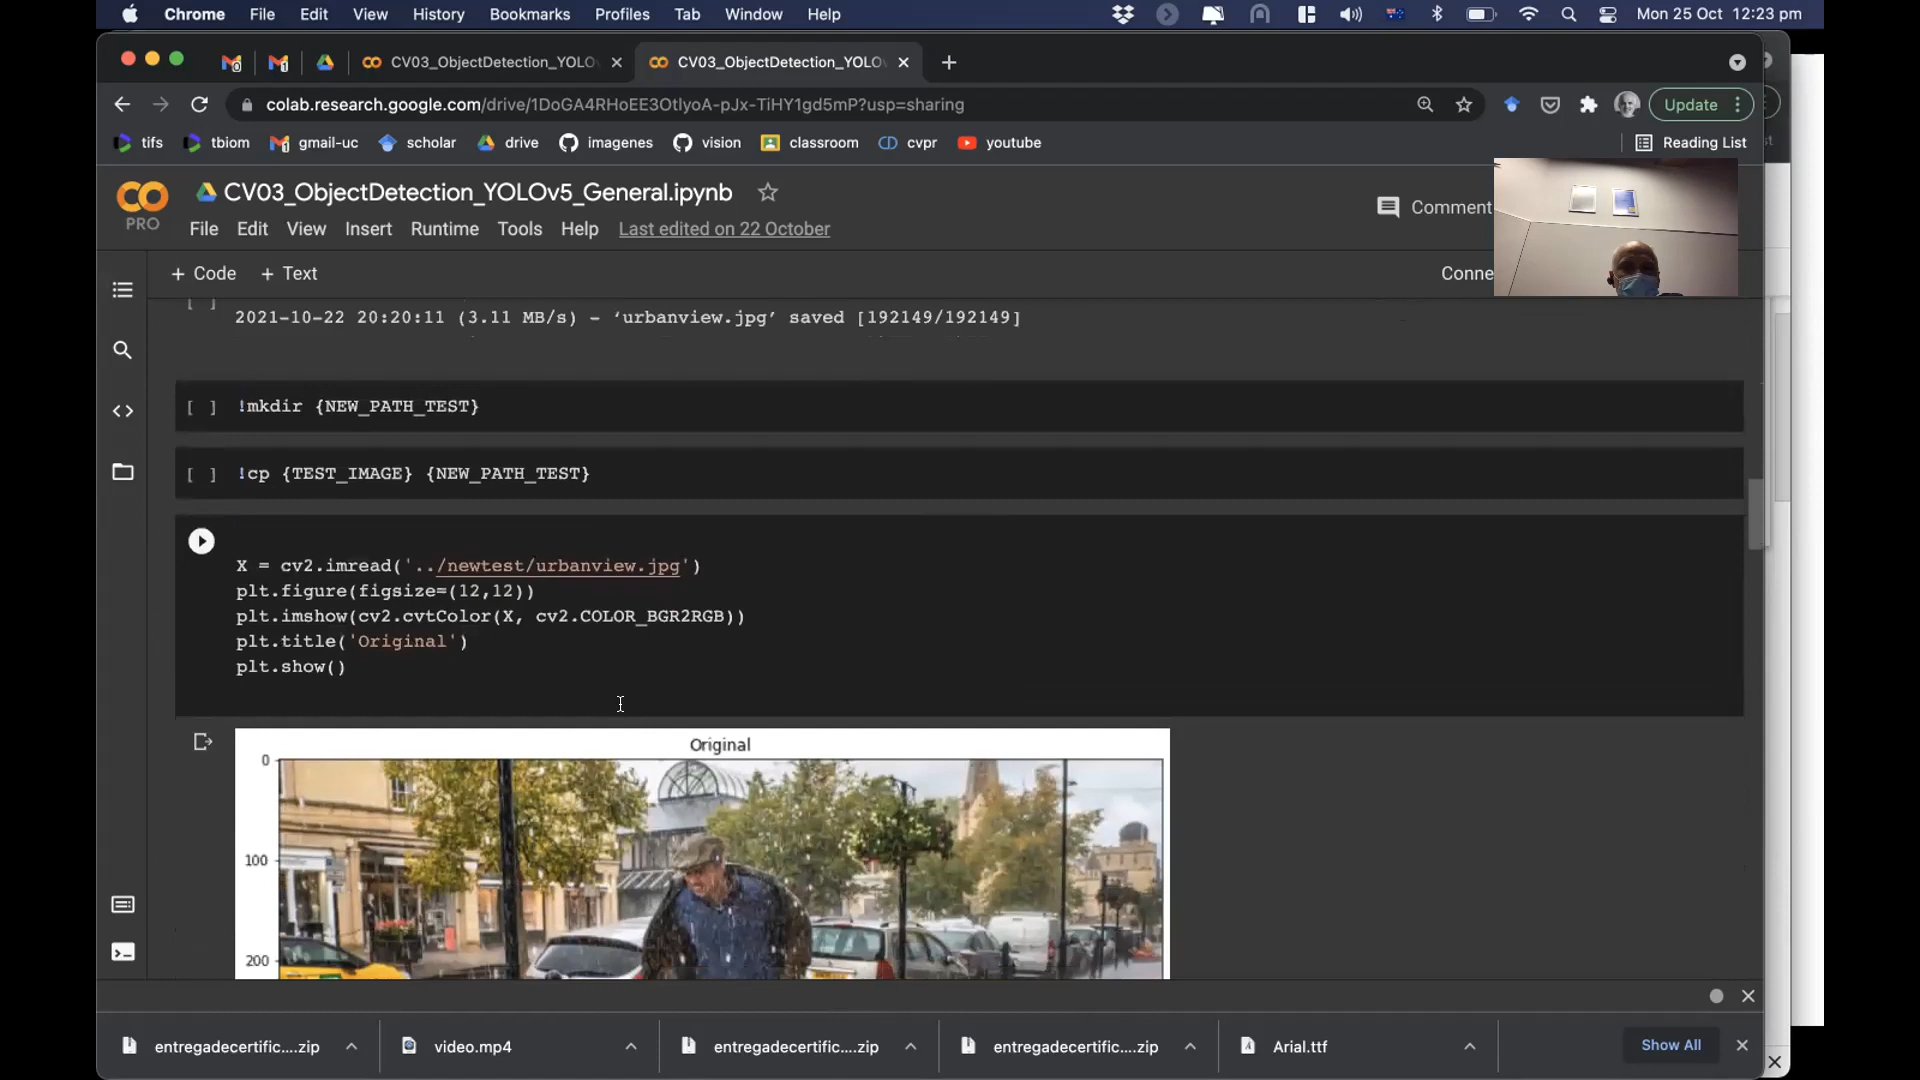 Chrome File Edit View History Bookmarks Profiles Tab Window Help Mon 25 Oct 12:23 pm
CV03_ObjectDetection_YOLO CV03_ObjectDetection_YOLO
colab.research.google.com/drive/1DoGA4RHoEE3OtIyoA-pJx-TiHY1gd5mP?usp=sharing Update
tifs tbiom gmail-uc scholar drive imagenes vision classroom cvpr youtube Reading List
CV03_ObjectDetection_YOLOv5_General.ipynb
PRO
File Edit View Insert Runtime Tools Help Last edited on 22 October
Comment
+ Code + Text Conne
[ ]
2021-10-22 20:20:11 (3.11 MB/s) - ‘urbanview.jpg’ saved [192149/192149]
[ ] !mkdir {NEW_PATH_TEST}
[ ] !cp {TEST_IMAGE} {NEW_PATH_TEST}
X = cv2.imread('../newtest/urbanview.jpg')
plt.figure(figsize=(12,12))
plt.imshow(cv2.cvtColor(X, cv2.COLOR_BGR2RGB))
plt.title('Original')
plt.show()
Original
0
100
200
entregadecertific....zip video.mp4 entregadecertific....zip entregadecertific....zip Arial.ttf Show All